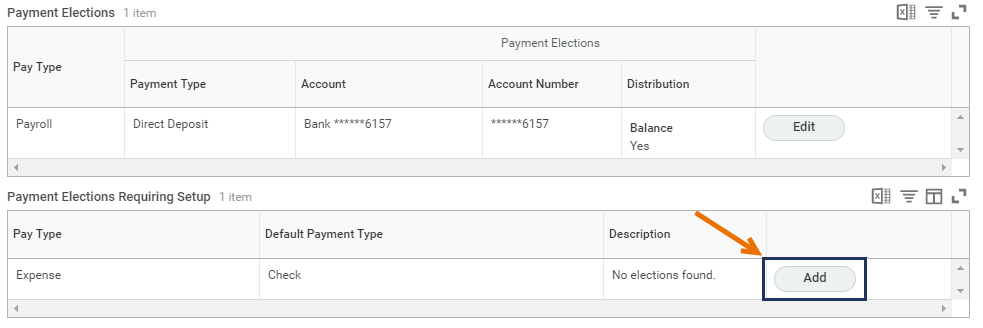 Payment Elections 1 item
Payment Elections
Pay Type
Payment Type Account Account Number Distribution
Payroll Direct Deposit Bank ******6157 ******6157 Balance Edit
Yes
Payment Elections Requiring Setup 1 item
Pay Type Default Payment Type Description
Expense Check No elections found. Add